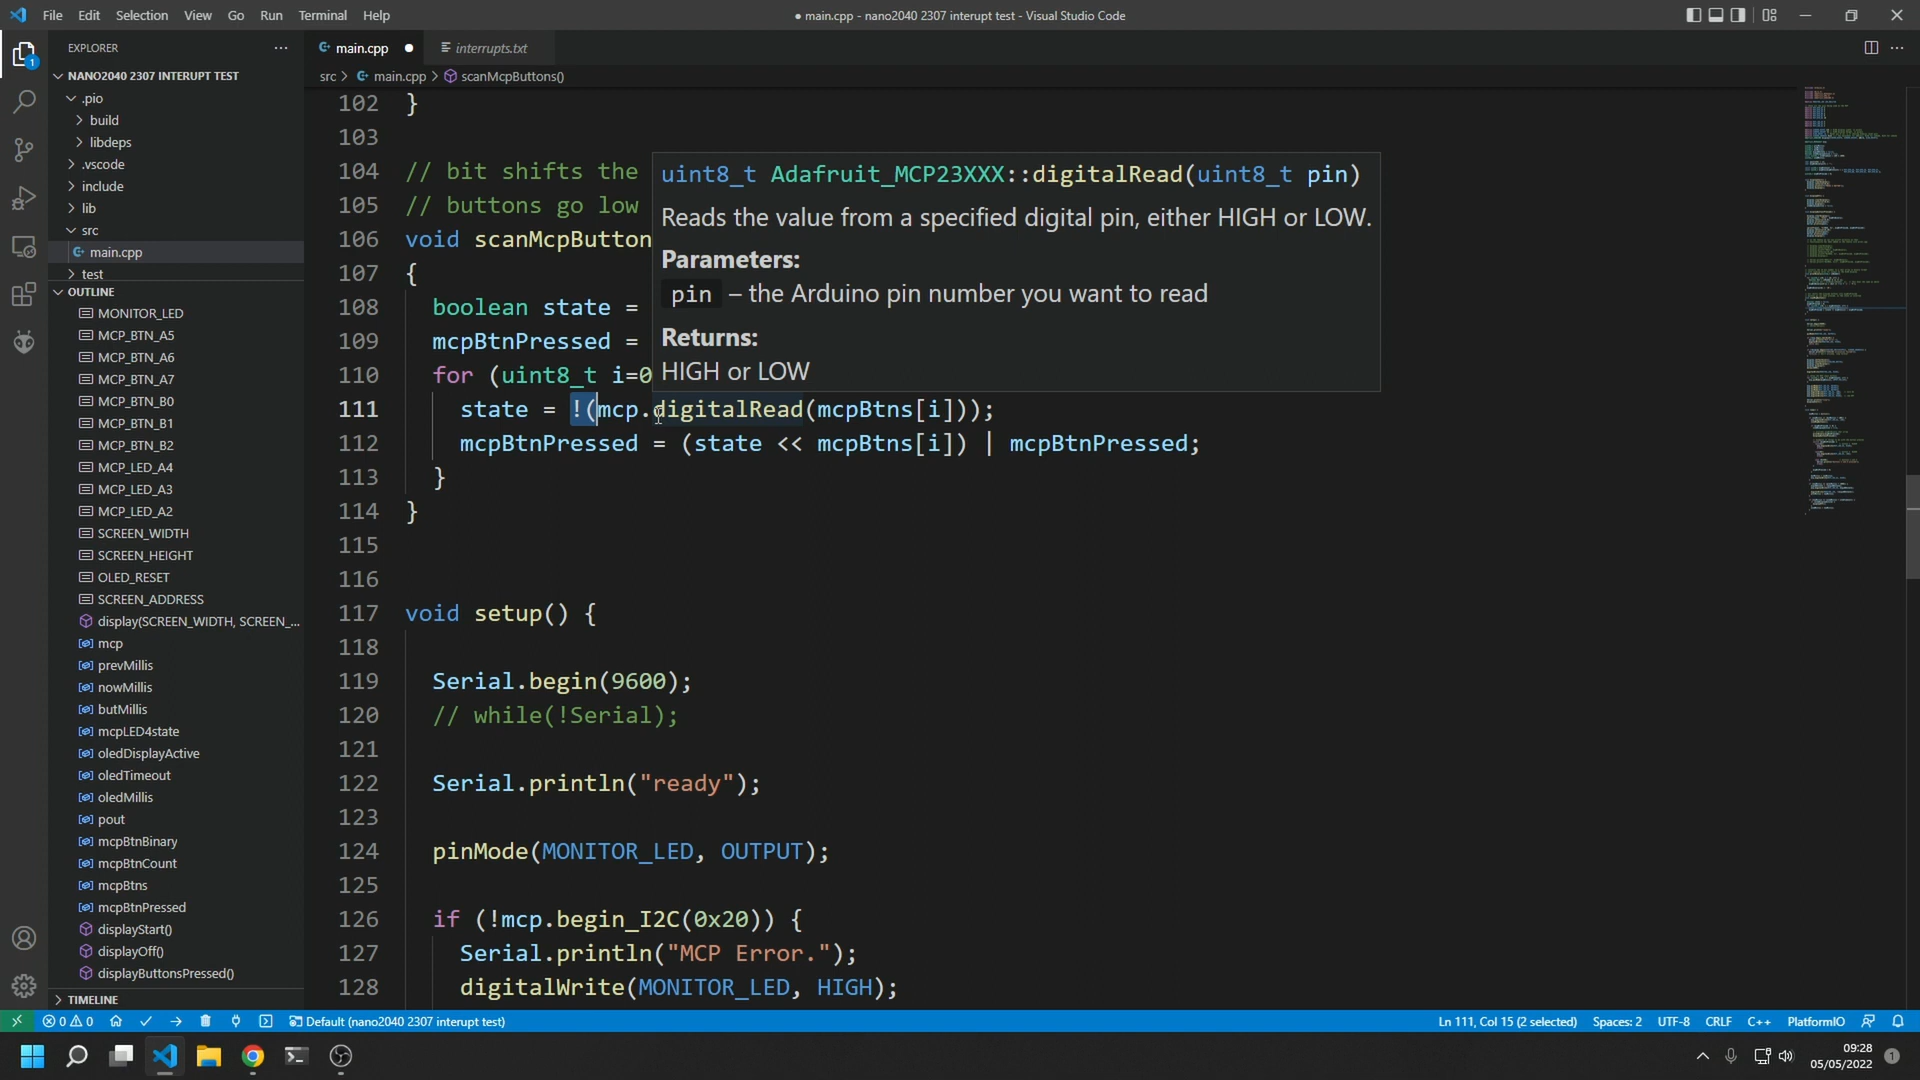 File Edit Selection View Go Run Terminal Help
● main.cpp - nano2040 2307 interupt test - Visual Studio Code
EXPLORER
main.cpp
interrupts.txt
src > main.cpp > scanMcpButtons()
NANO2040 2307 INTERUPT TEST
.pio
build
libdeps
.vscode
include
lib
src
main.cpp
test
OUTLINE
MONITOR_LED
MCP_BTN_A5
MCP_BTN_A6
MCP_BTN_A7
MCP_BTN_B0
MCP_BTN_B1
MCP_BTN_B2
MCP_LED_A4
MCP_LED_A3
MCP_LED_A2
SCREEN_WIDTH
SCREEN_HEIGHT
OLED_RESET
SCREEN_ADDRESS
display(SCREEN_WIDTH, SCREEN_...
mcp
prevMillis
nowMillis
butMillis
mcpLED4state
oledDisplayActive
oledTimeout
oledMillis
pout
mcpBtnBinary
mcpBtnCount
mcpBtns
mcpBtnPressed
displayStart()
displayOff()
displayButtonsPressed()
TIMELINE
102 }
103
104 // bit shifts the
105 // buttons go low
106 void scanMcpButton
107 {
108 boolean state =
109 mcpBtnPressed =
110 for (uint8_t i=0
111 state = !(mcp.digitalRead(mcpBtns[i]));
112 mcpBtnPressed = (state << mcpBtns[i]) | mcpBtnPressed;
113 }
114 }
115
116
117 void setup() {
118
119 Serial.begin(9600);
120 // while(!Serial);
121
122 Serial.println("ready");
123
124 pinMode(MONITOR_LED, OUTPUT);
125
126 if (!mcp.begin_I2C(0x20)) {
127 Serial.println("MCP Error.");
128 digitalWrite(MONITOR_LED, HIGH);
uint8_t Adafruit_MCP23XXX::digitalRead(uint8_t pin)
Reads the value from a specified digital pin, either HIGH or LOW.
Parameters:
pin – the Arduino pin number you want to read
Returns:
HIGH or LOW
0 0 Default (nano2040 2307 interupt test)
Ln 111, Col 15 (2 selected) Spaces: 2 UTF-8 CRLF C++ PlatformIO
09:28
05/05/2022
1
1